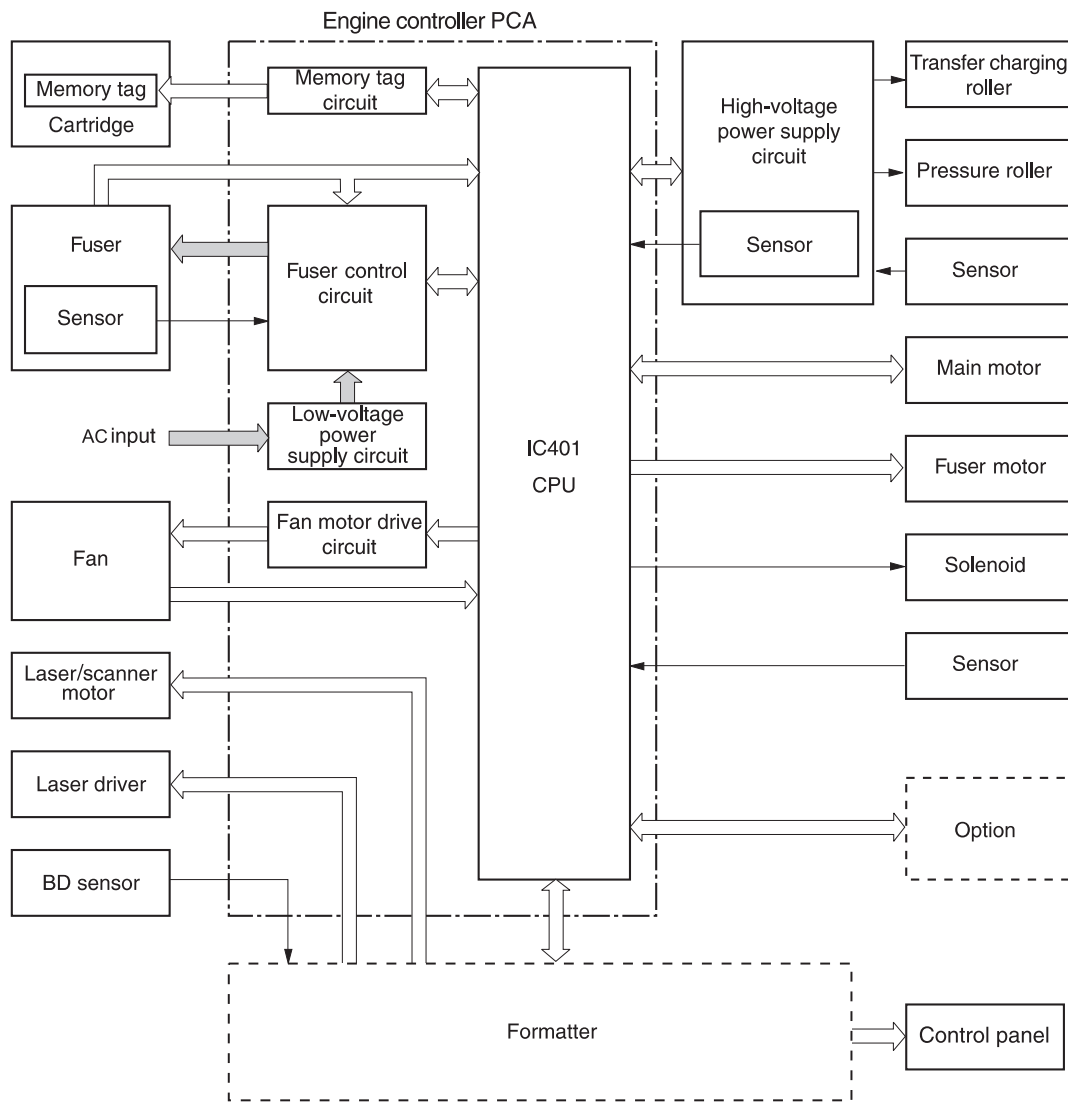 Engine controller PCA
Memory tag
Cartridge
Memory tag
circuit
High-voltage
power supply
circuit
Sensor
Transfer charging
roller
Pressure roller
Sensor
Fuser
Sensor
Fuser control
circuit
Main motor
AC input
Low-voltage
power
supply circuit
IC401
CPU
Fuser motor
Fan
Fan motor drive
circuit
Solenoid
Laser/scanner
motor
Sensor
Laser driver
Option
BD sensor
Formatter
Control panel